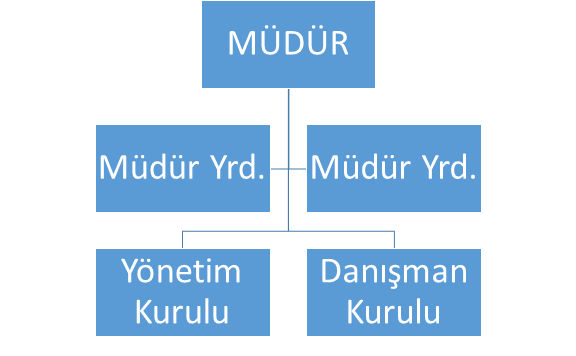 MÜDÜR
Müdür Yrd.
Müdür Yrd.
Yönetim
Kurulu
Danışman
Kurulu